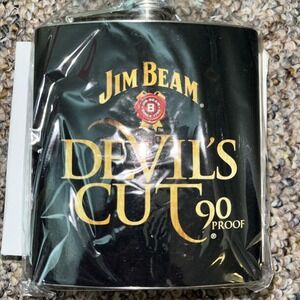 JIM BEAM
B
DEVIL'S
CUT 90
PROOF
®